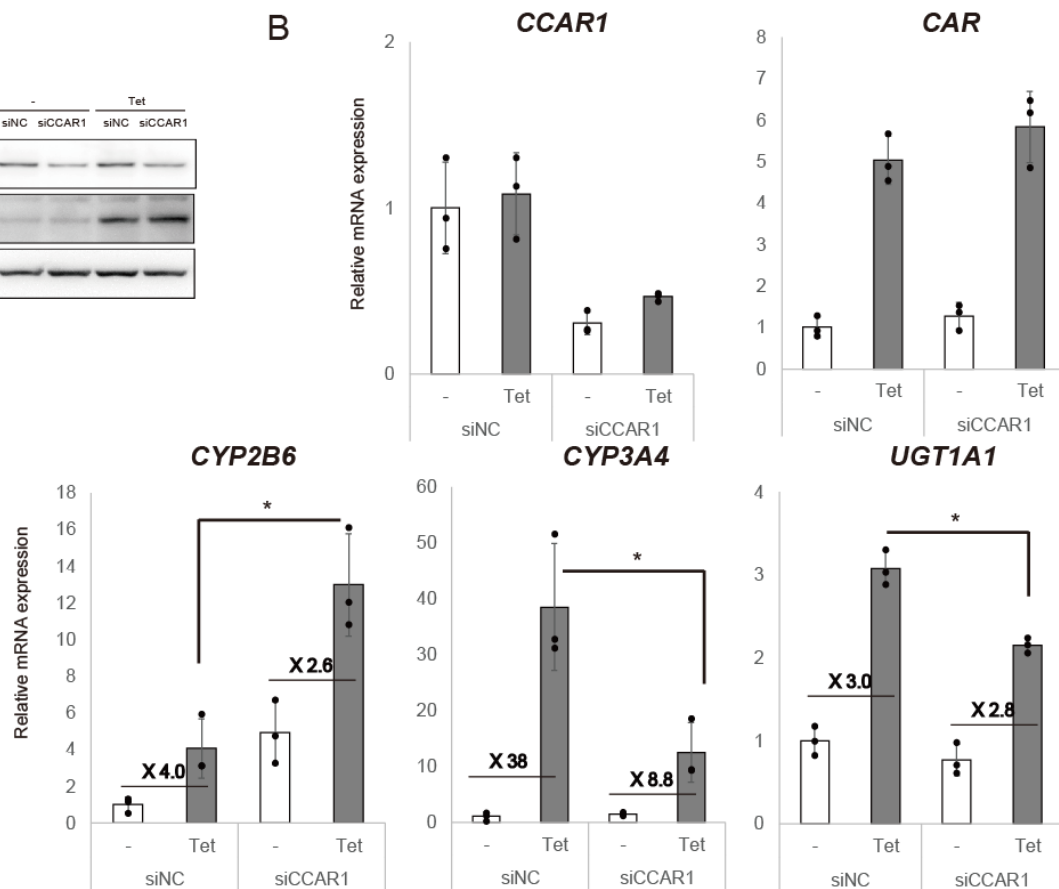 B
CCAR1
CAR
- Tet
siNC siCCAR1 siNC siCCAR1
Relative mRNA expression
2
1
0
- Tet - Tet
siNC siCCAR1
8
7
6
5
4
3
2
1
0
- Tet - Tet
siNC siCCAR1
CYP2B6
CYP3A4
UGT1A1
Relative mRNA expression
18
16
14
12
10
8
6
4
2
0
*
X 4.0
X 2.6
- Tet - Tet
siNC siCCAR1
60
50
40
30
20
10
0
*
X 38
X 8.8
- Tet - Tet
siNC siCCAR1
4
3
2
1
0
*
X 3.0
X 2.8
- Tet - Tet
siNC siCCAR1